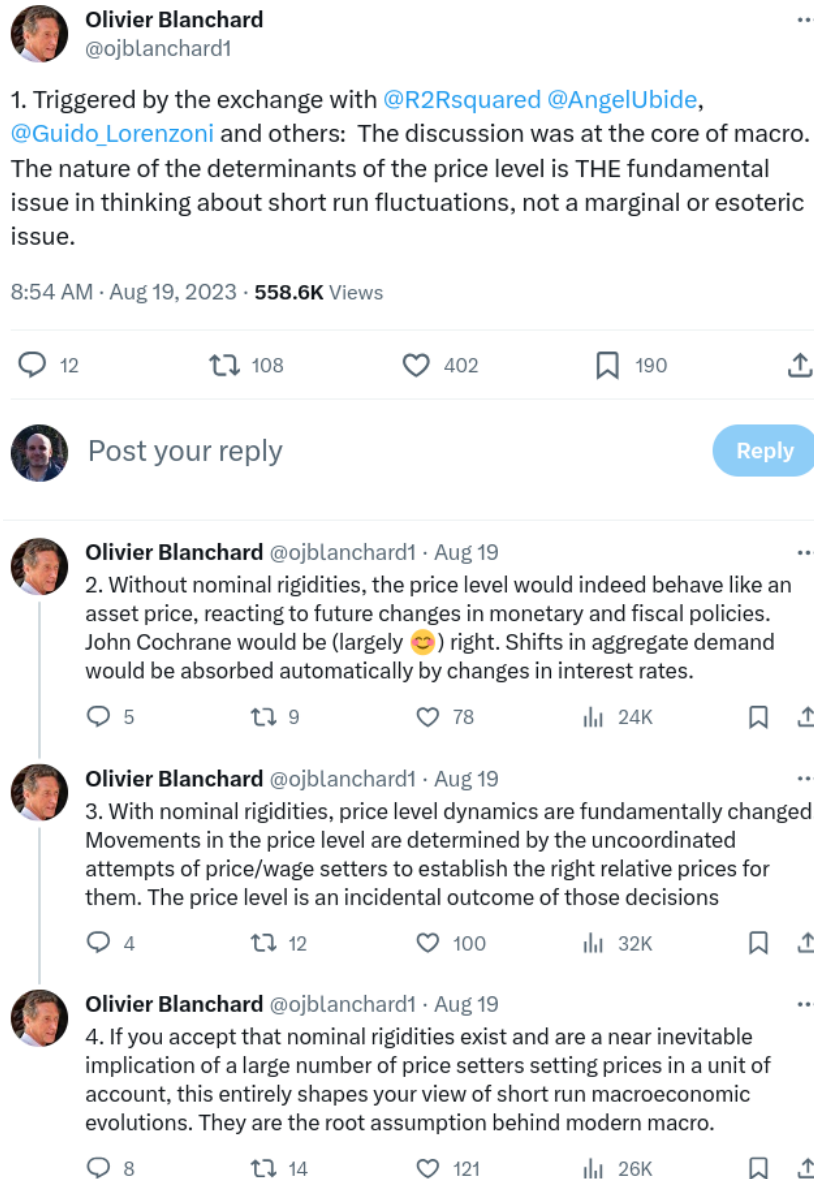 Olivier Blanchard
@ojblanchard1
1. Triggered by the exchange with @R2Rsquared @AngelUbide,
@Guido_Lorenzoni and others:  The discussion was at the core of macro.
The nature of the determinants of the price level is THE fundamental
issue in thinking about short run fluctuations, not a marginal or esoteric
issue.
8:54 AM · Aug 19, 2023 · 558.6K Views
12 108 402 190
Post your reply
Reply
Olivier Blanchard @ojblanchard1 · Aug 19
2. Without nominal rigidities, the price level would indeed behave like an
asset price, reacting to future changes in monetary and fiscal policies.
John Cochrane would be (largely 😊) right. Shifts in aggregate demand
would be absorbed automatically by changes in interest rates.
5 9 78 24K
Olivier Blanchard @ojblanchard1 · Aug 19
3. With nominal rigidities, price level dynamics are fundamentally changed
Movements in the price level are determined by the uncoordinated
attempts of price/wage setters to establish the right relative prices for
them. The price level is an incidental outcome of those decisions
4 12 100 32K
Olivier Blanchard @ojblanchard1 · Aug 19
4. If you accept that nominal rigidities exist and are a near inevitable
implication of a large number of price setters setting prices in a unit of
account, this entirely shapes your view of short run macroeconomic
evolutions. They are the root assumption behind modern macro.
8 14 121 26K